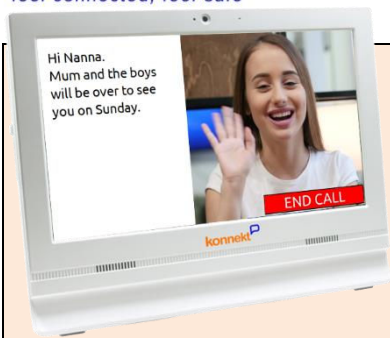 Hi Nanna.
Mum and the boys
will be over to see
you on Sunday.
END CALL
konnekt